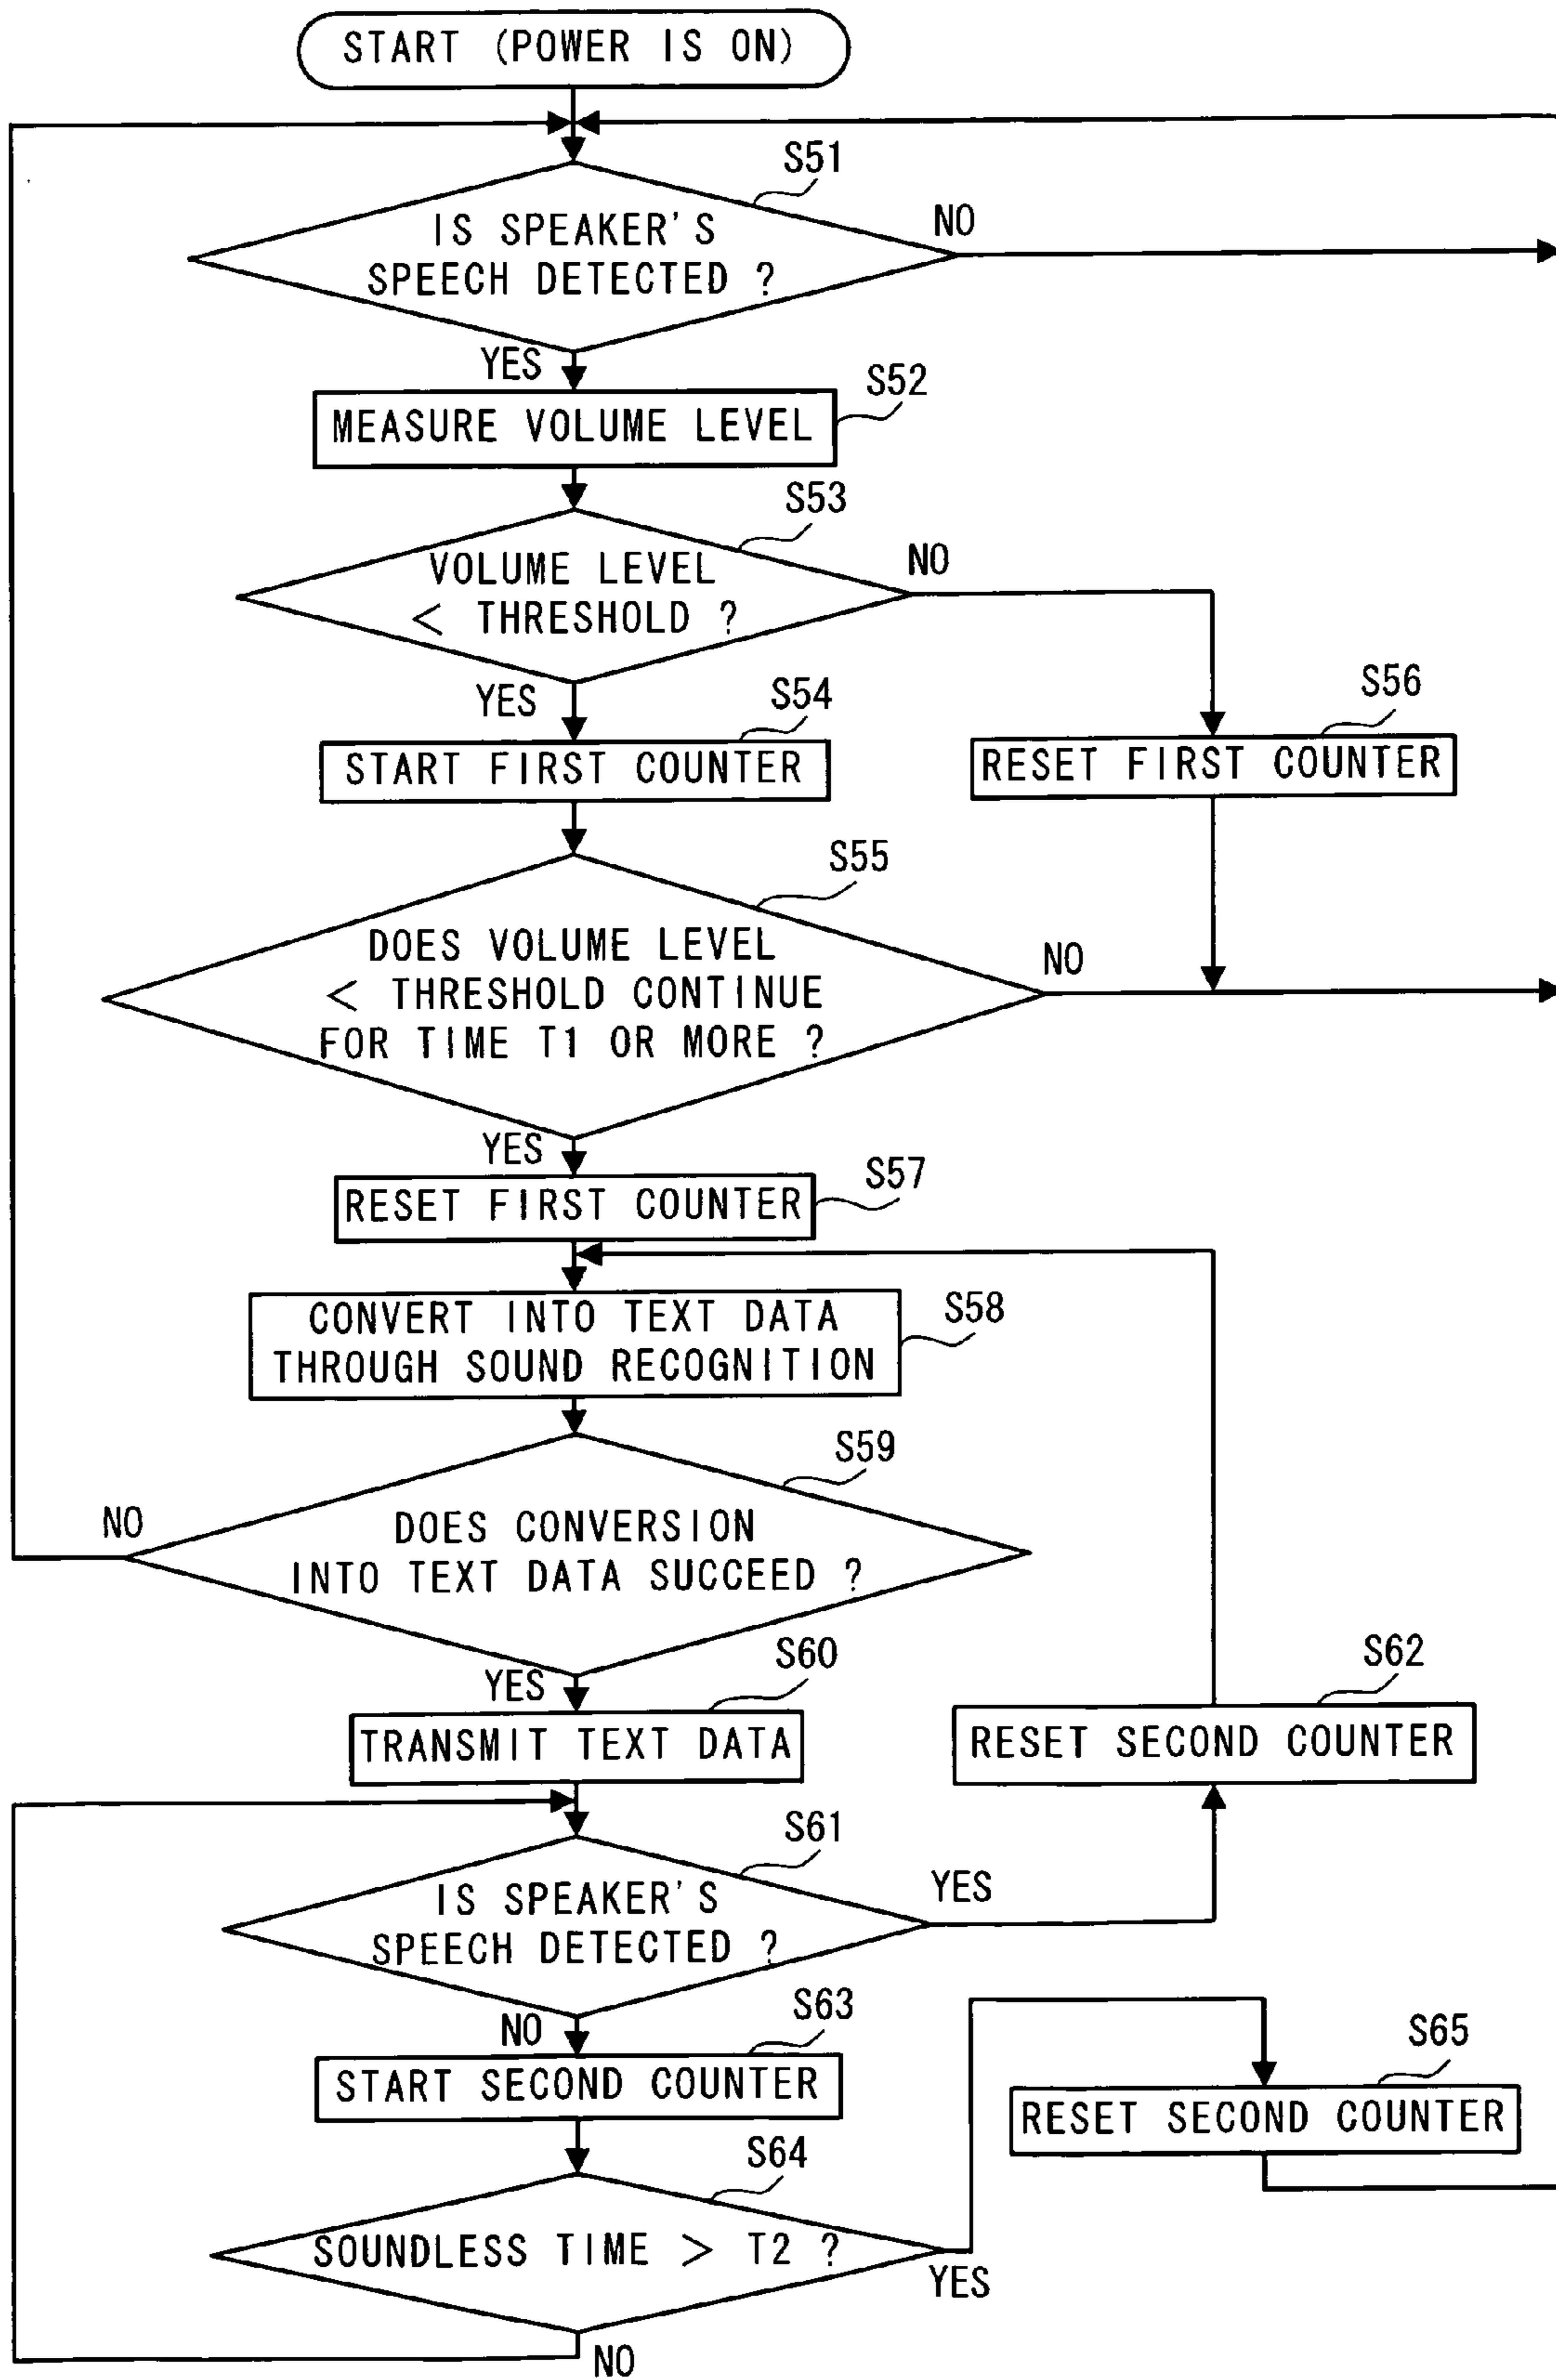 START (POWER IS ON)
S51
IS SPEAKER'S
SPEECH DETECTED ?
NO
YES
S52
MEASURE VOLUME LEVEL
S53
VOLUME LEVEL
< THRESHOLD ?
NO
YES
S54
START FIRST COUNTER
S56
RESET FIRST COUNTER
S55
DOES VOLUME LEVEL
< THRESHOLD CONTINUE
FOR TIME T1 OR MORE ?
NO
YES
S57
RESET FIRST COUNTER
S58
CONVERT INTO TEXT DATA
THROUGH SOUND RECOGNITION
S59
NO
DOES CONVERSION
INTO TEXT DATA SUCCEED ?
YES
S60
TRANSMIT TEXT DATA
S62
RESET SECOND COUNTER
S61
IS SPEAKER'S
SPEECH DETECTED ?
YES
NO
S63
START SECOND COUNTER
S65
RESET SECOND COUNTER
S64
SOUNDLESS TIME > T2 ?
YES
NO